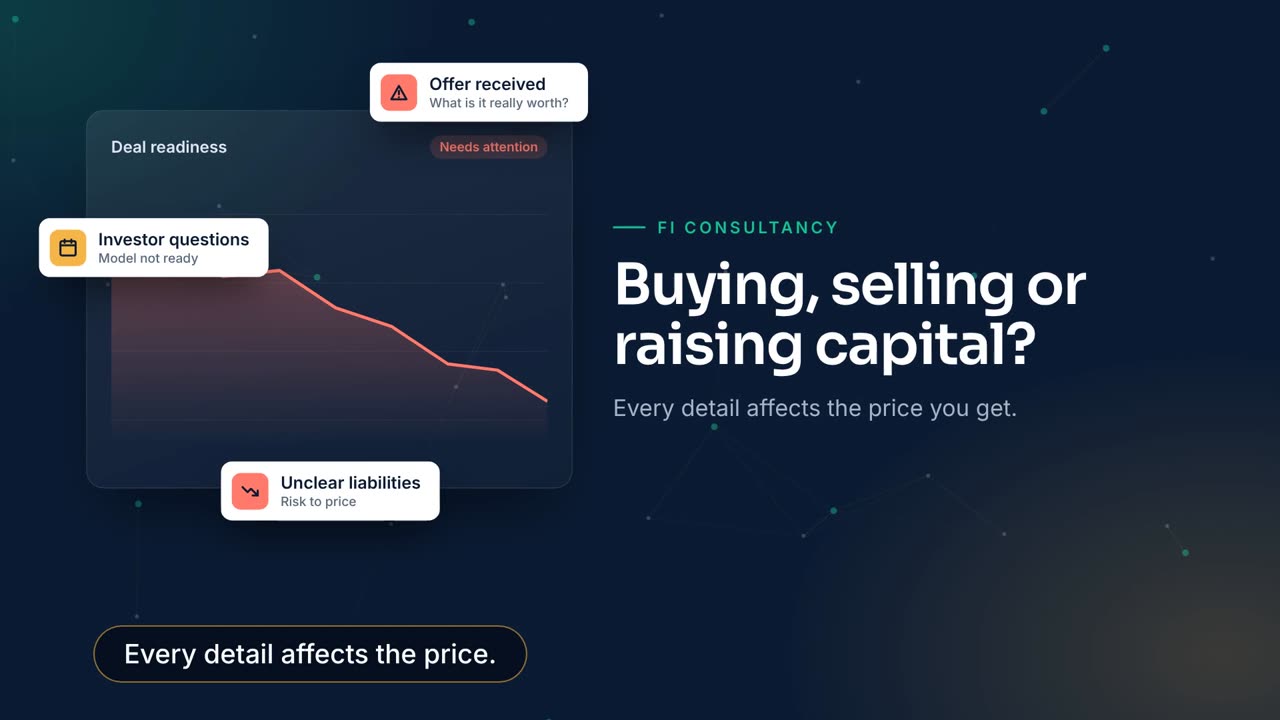 Offer received
What is it really worth?
Deal readiness
Needs attention
Investor questions
Model not ready
Unclear liabilities
Risk to price
FI CONSULTANCY
Buying, selling or
raising capital?
Every detail affects the price you get.
Every detail affects the price.